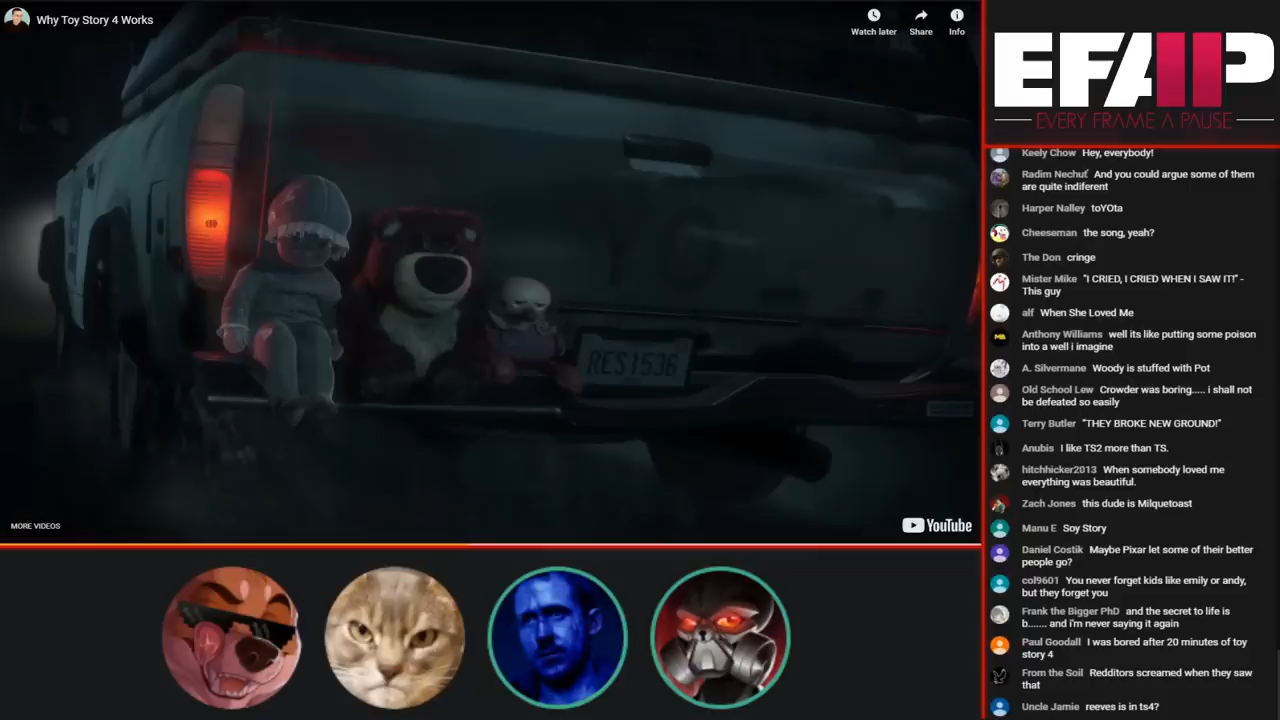 Why Toy Story 4 Works
Watch later
Share
Info
YO
RES1536
MORE VIDEOS
YouTube
EFAP
EVERY FRAME A PAUSE
Keely Chow Hey, everybody!
Radim Nechuť And you could argue some of them
are quite indiferent
Harper Nalley toYOta
Cheeseman the song, yeah?
The Don cringe
Mister Mike "I CRIED, I CRIED WHEN I SAW IT!" -
This guy
alf When She Loved Me
Anthony Williams well its like putting some poison
into a well i imagine
A. Silvermane Woody is stuffed with Pot
Old School Lew Crowder was boring..... i shall not
be defeated so easily
Terry Butler "THEY BROKE NEW GROUND!"
Anubis I like TS2 more than TS.
hitchhicker2013 When somebody loved me
everything was beautiful.
Zach Jones this dude is Milquetoast
Manu E Soy Story
Daniel Costik Maybe Pixar let some of their better
people go?
col9601 You never forget kids like emily or andy,
but they forget you
Frank the Bigger PhD and the secret to life is
b....... and i'm never saying it again
Paul Goodall I was bored after 20 minutes of toy
story 4
From the Soil Redditors screamed when they saw
that
Uncle Jamie reeves is in ts4?